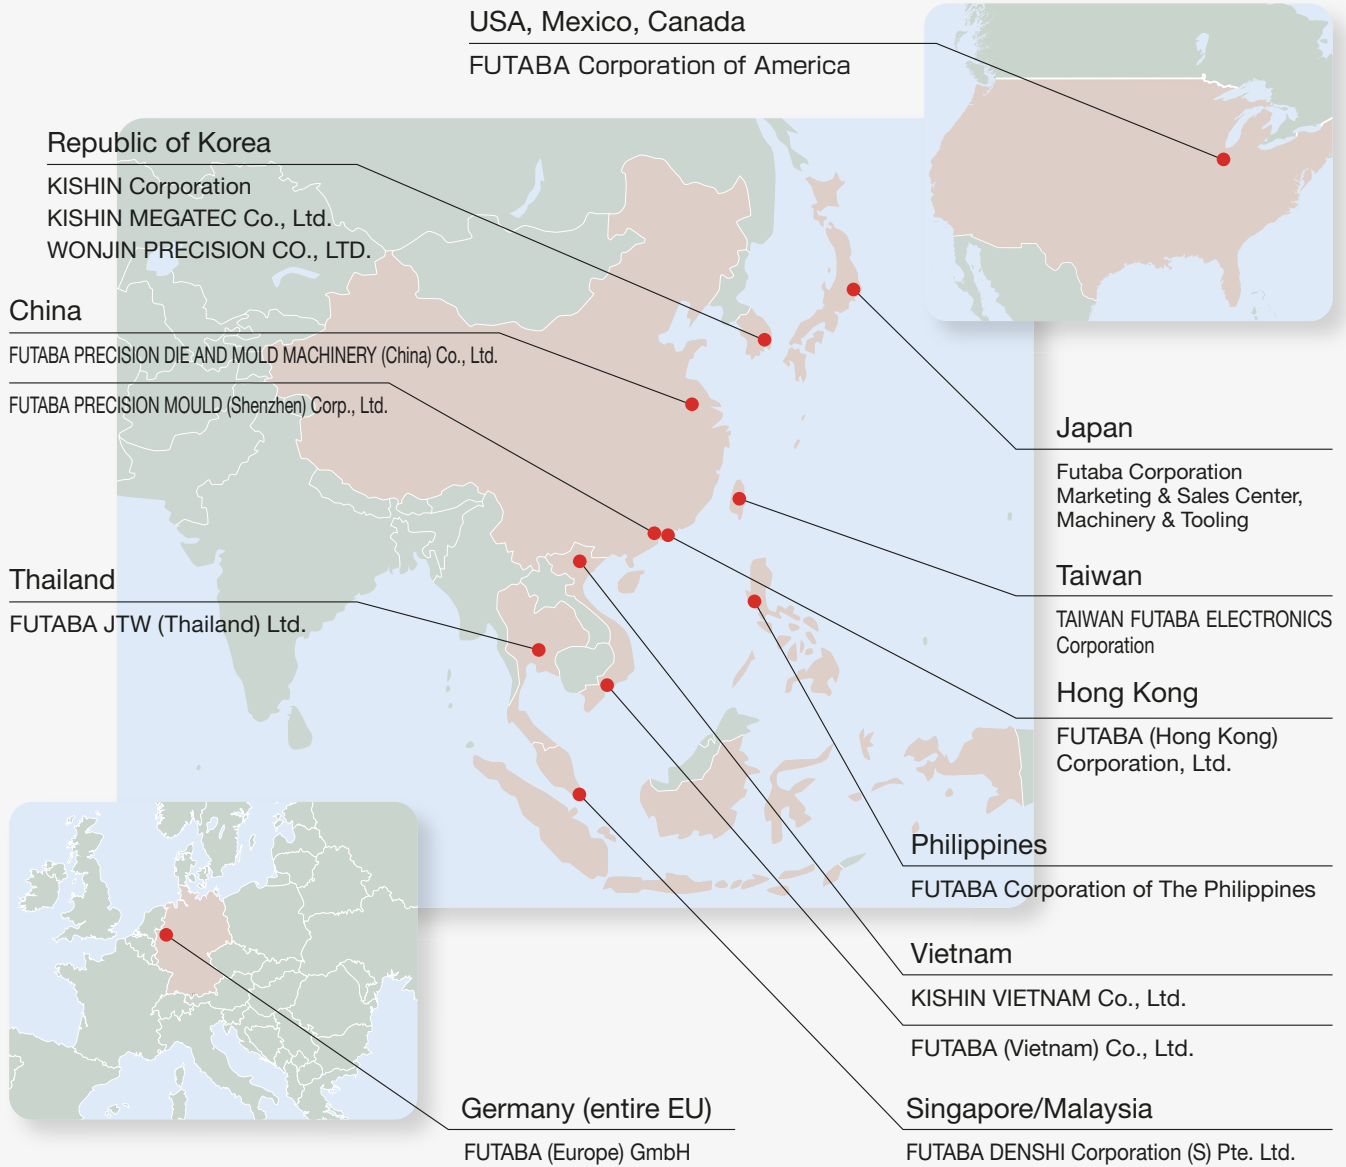 USA, Mexico, Canada
FUTABA Corporation of America
Republic of Korea
KISHIN Corporation
KISHIN MEGATEC Co., Ltd.
WONJIN PRECISION CO., LTD.
China
FUTABA PRECISION DIE AND MOLD MACHINERY (China) Co., Ltd.
FUTABA PRECISION MOULD (Shenzhen) Corp., Ltd.
Thailand
FUTABA JTW (Thailand) Ltd.
Japan
Futaba Corporation
Marketing & Sales Center,
Machinery & Tooling
Taiwan
TAIWAN FUTABA ELECTRONICS
Corporation
Hong Kong
FUTABA (Hong Kong)
Corporation, Ltd.
Philippines
FUTABA Corporation of The Philippines
Vietnam
KISHIN VIETNAM Co., Ltd.
FUTABA (Vietnam) Co., Ltd.
Germany (entire EU)
FUTABA (Europe) GmbH
Singapore/Malaysia
FUTABA DENSHI Corporation (S) Pte. Ltd.